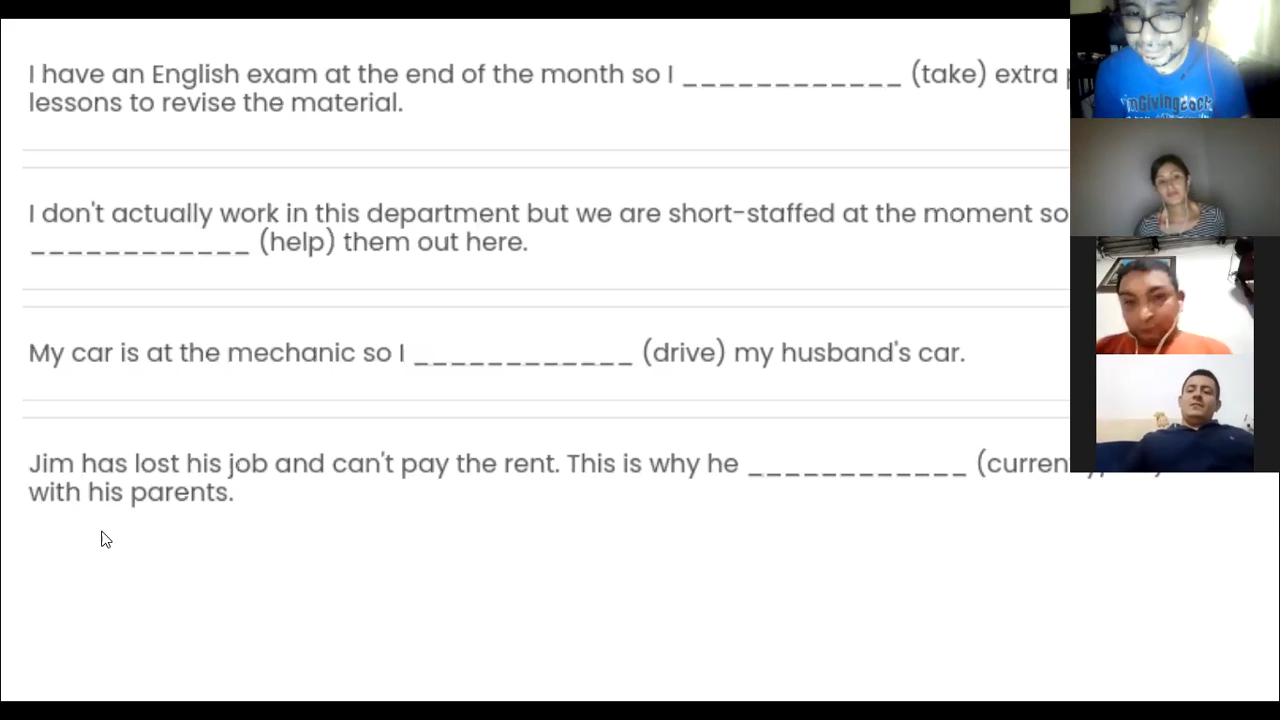 I have an English exam at the end of the month so I ____________ (take) extra
lessons to revise the material.
I don't actually work in this department but we are short-staffed at the moment so
____________ (help) them out here.
My car is at the mechanic so I ____________ (drive) my husband's car.
Jim has lost his job and can't pay the rent. This is why he ____________
with his parents.